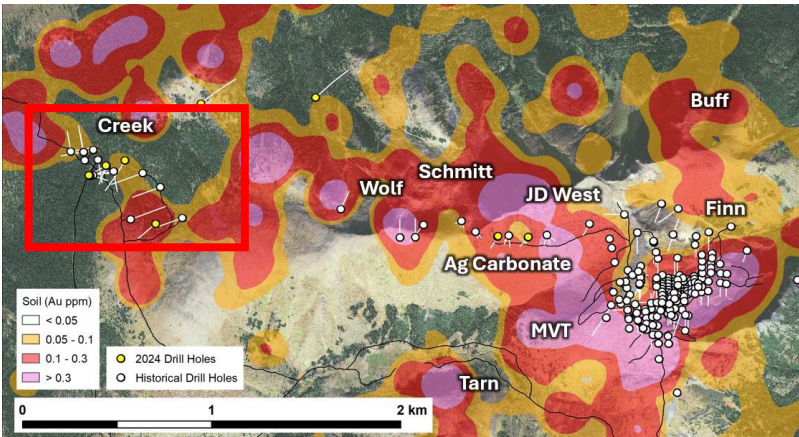 Buff
Creek
Schmitt
Wolf
JD West
Finn
Ag Carbonate
MVT
Tarn
Soil (Au ppm)
< 0.05
0.05 - 0.1
0.1 - 0.3
> 0.3
2024 Drill Holes
Historical Drill Holes
0 1 2 km